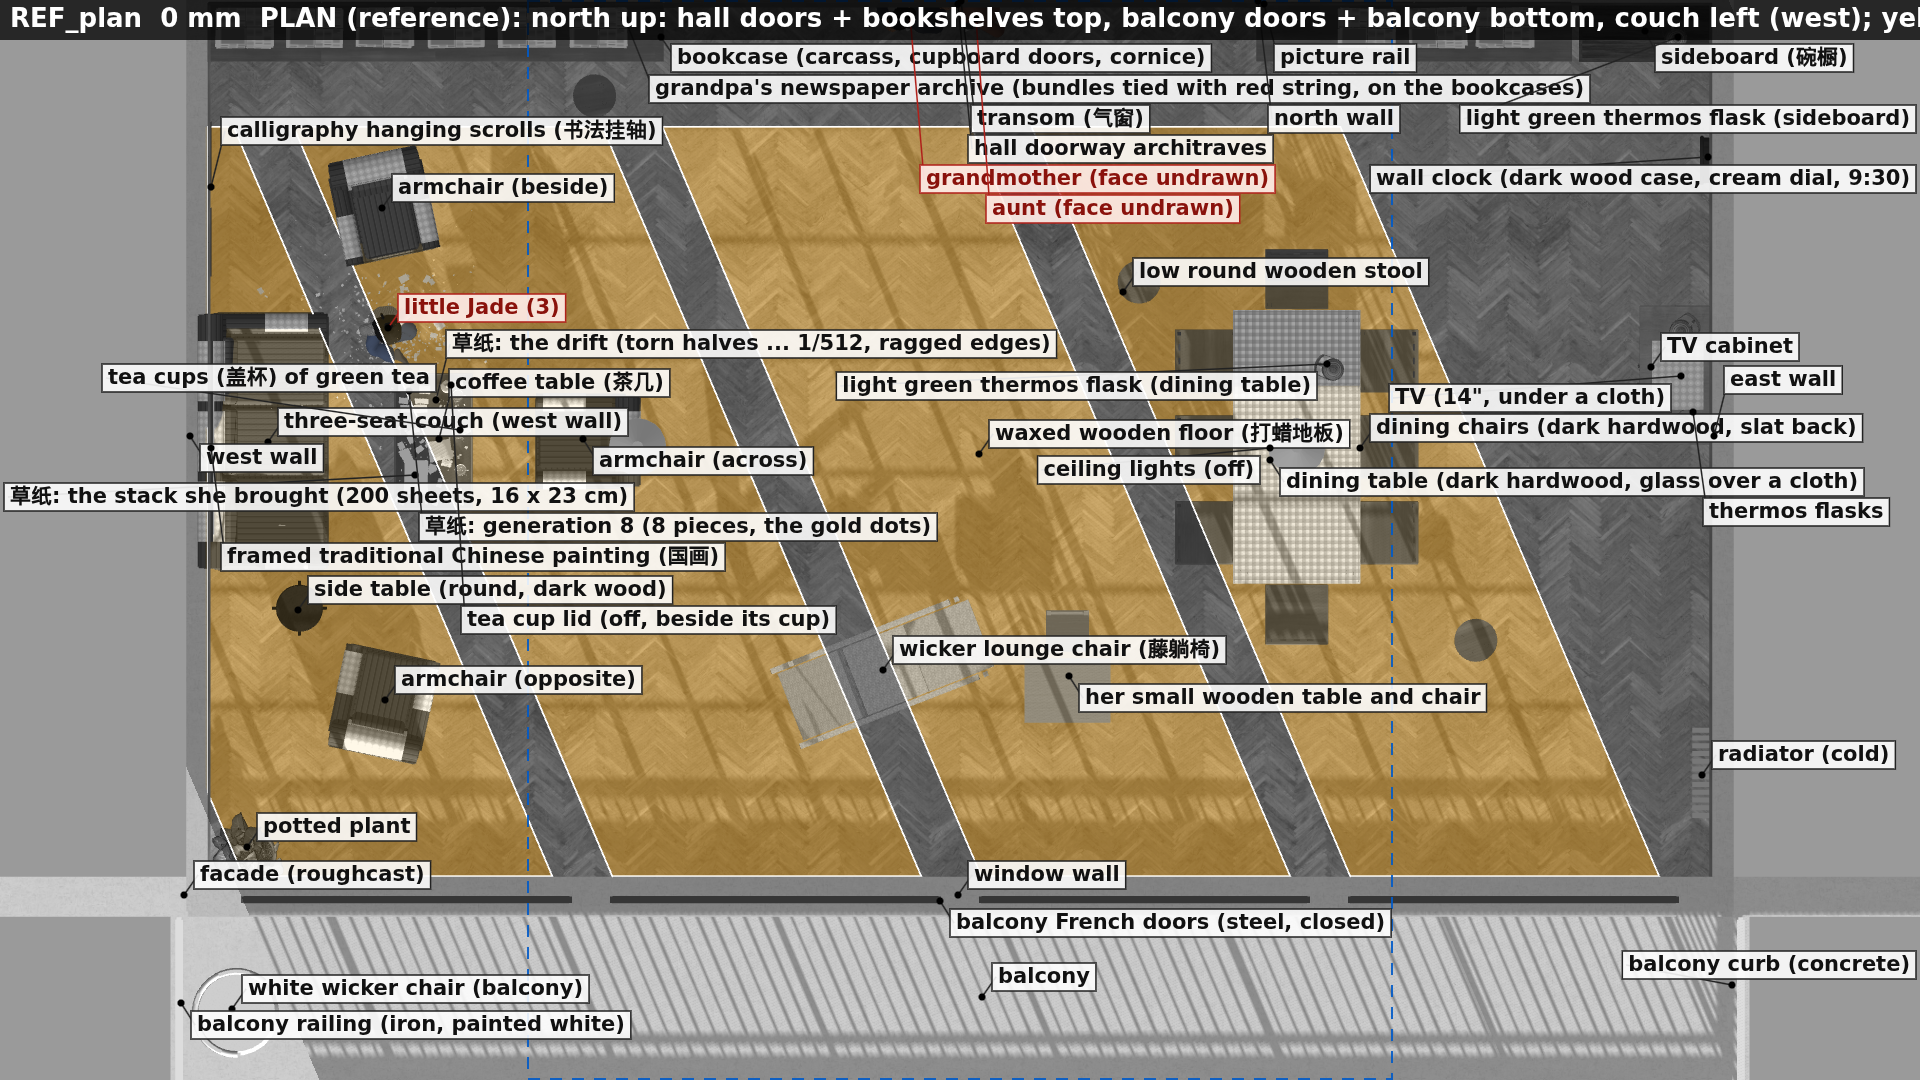 REF_plan  0 mm  PLAN (reference): north up: hall doors + bookshelves top, balcony doors + balcony bottom, couch left (west); yel
bookcase (carcass, cupboard doors, cornice)
picture rail
sideboard (碗橱)
grandpa's newspaper archive (bundles tied with red string, on the bookcases)
transom (气窗)
north wall
light green thermos flask (sideboard)
calligraphy hanging scrolls (书法挂轴)
hall doorway architraves
grandmother (face undrawn)
wall clock (dark wood case, cream dial, 9:30)
armchair (beside)
aunt (face undrawn)
low round wooden stool
little Jade (3)
草纸: the drift (torn halves ... 1/512, ragged edges)
TV cabinet
tea cups (盖杯) of green tea
coffee table (茶几)
light green thermos flask (dining table)
east wall
TV (14", under a cloth)
three-seat couch (west wall)
waxed wooden floor (打蜡地板)
dining chairs (dark hardwood, slat back)
west wall
armchair (across)
ceiling lights (off)
dining table (dark hardwood, glass over a cloth)
草纸: the stack she brought (200 sheets, 16 x 23 cm)
thermos flasks
草纸: generation 8 (8 pieces, the gold dots)
framed traditional Chinese painting (国画)
side table (round, dark wood)
tea cup lid (off, beside its cup)
wicker lounge chair (藤躺椅)
armchair (opposite)
her small wooden table and chair
radiator (cold)
potted plant
facade (roughcast)
window wall
balcony French doors (steel, closed)
balcony curb (concrete)
balcony
white wicker chair (balcony)
balcony railing (iron, painted white)